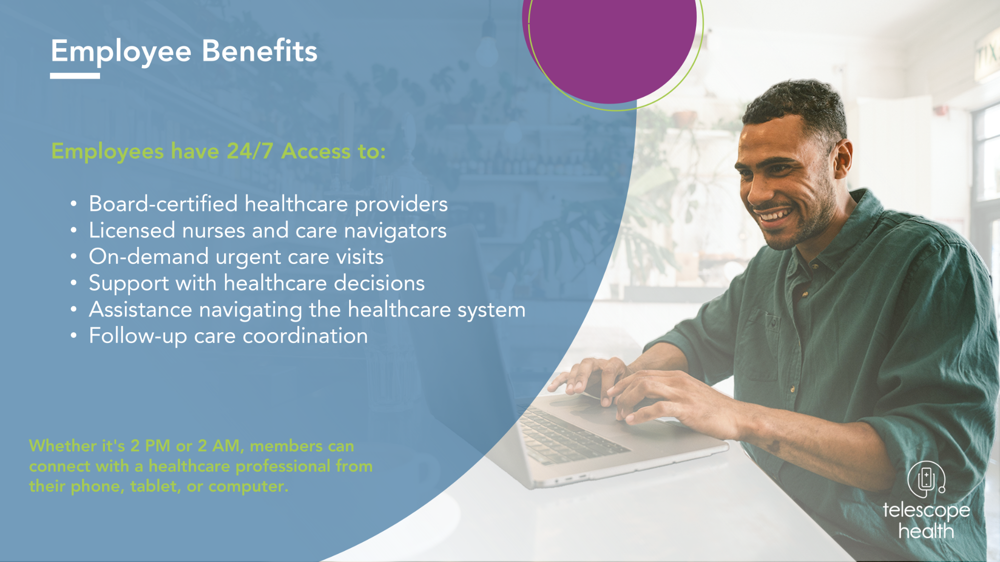 Employee Benefits
Employees have 24/7 Access to:
• Board-certified healthcare providers
• Licensed nurses and care navigators
• On-demand urgent care visits
• Support with healthcare decisions
• Assistance navigating the healthcare system
• Follow-up care coordination
Whether it's 2 PM or 2 AM, members can
connect with a healthcare professional from
their phone, tablet, or computer.
telescope
health